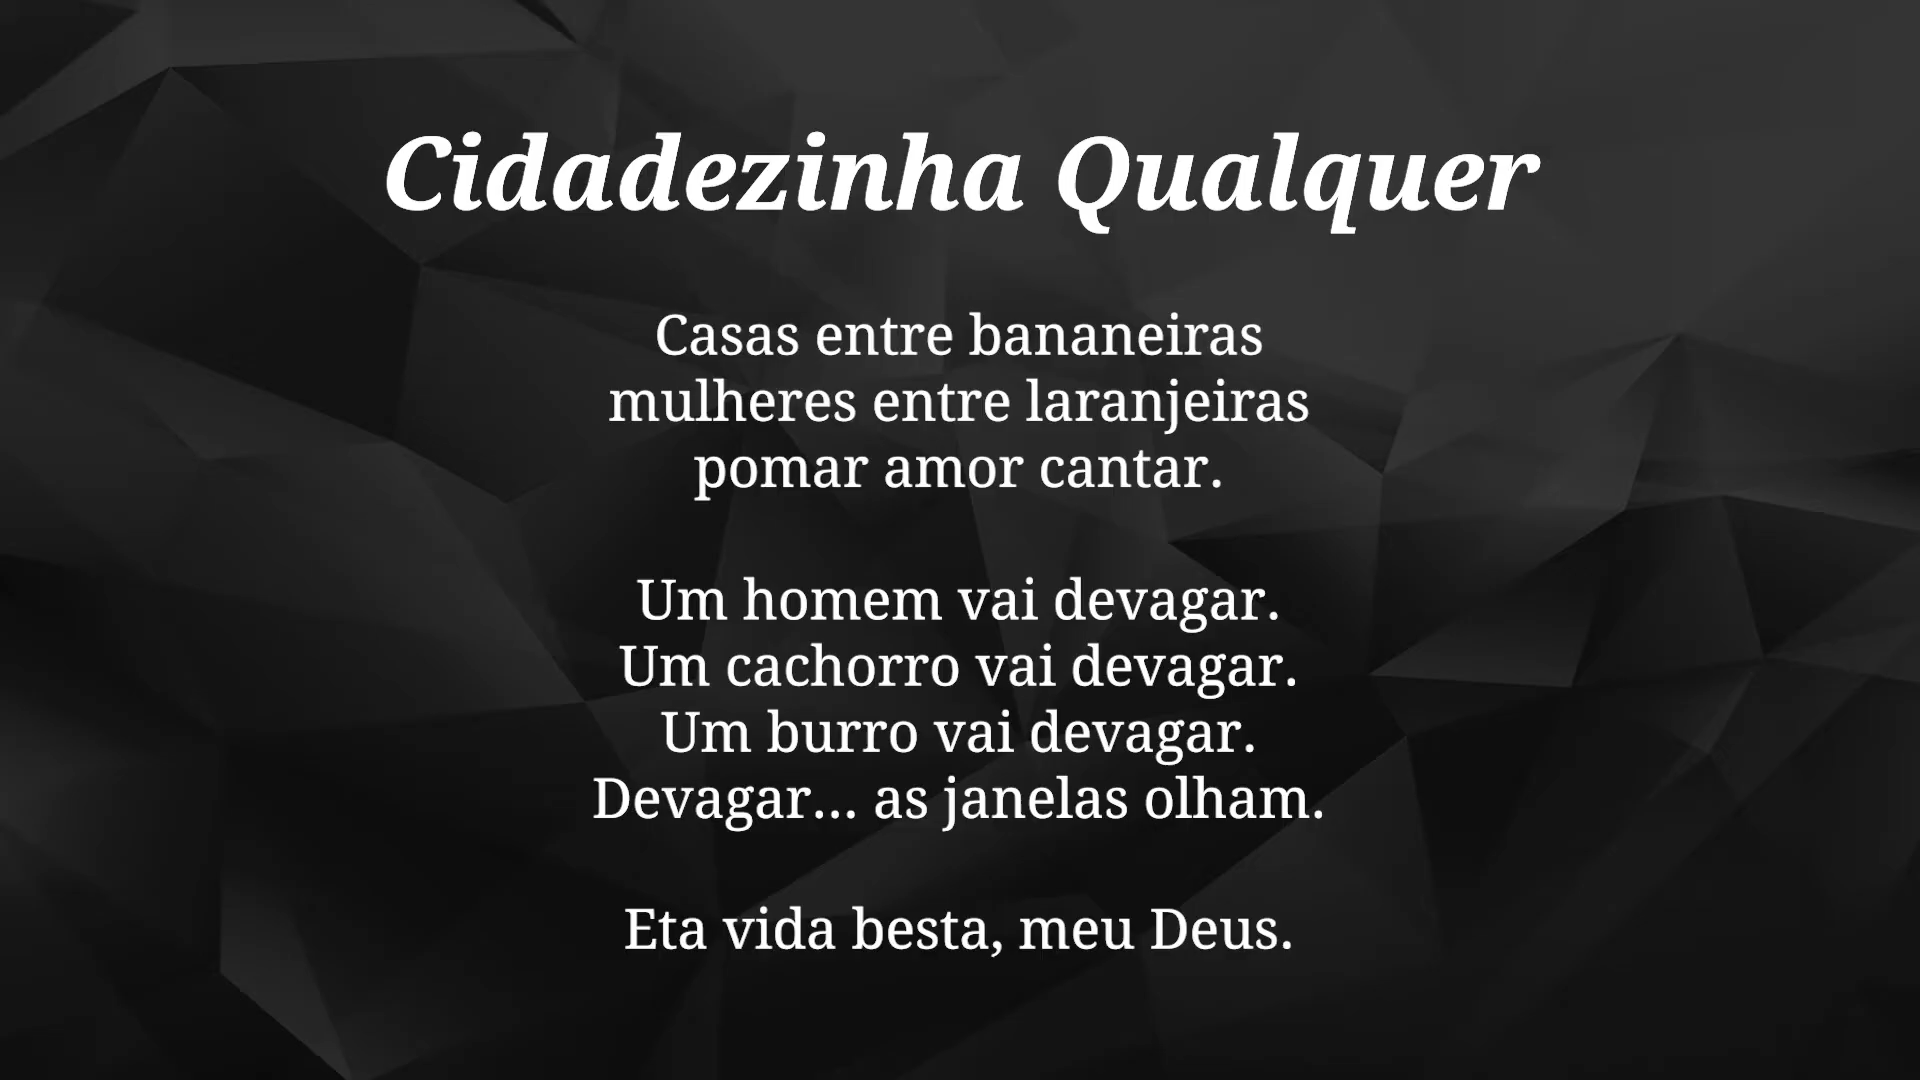 Cidadezinha Qualquer
Casas entre bananeiras
mulheres entre laranjeiras
pomar amor cantar.
Um homem vai devagar.
Um cachorro vai devagar.
Um burro vai devagar.
Devagar... as janelas olham.
Eta vida besta, meu Deus.